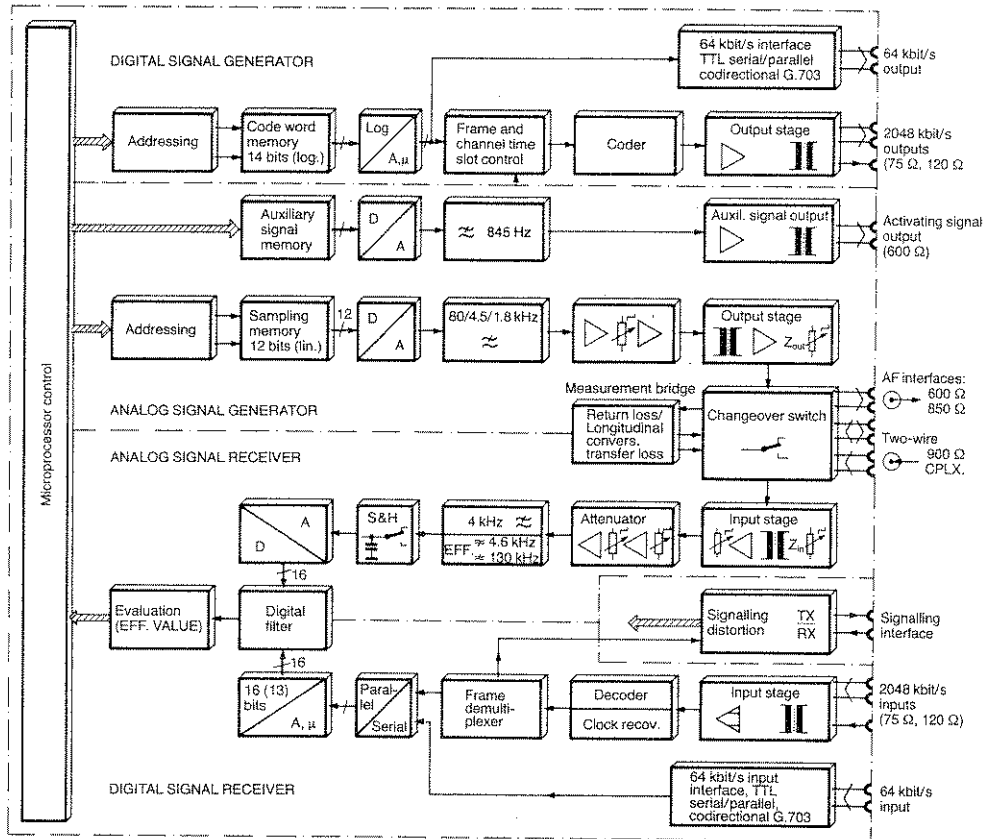 DIGITAL SIGNAL GENERATOR
64 kbit/s interface
TTL serial/parallel
codirectional G.703
64 kbit/s
output
Addressing
Code word
memory
14 bits (log.)
Log
A,μ
Frame and
channel time
slot control
Coder
Output stage
2048 kbit/s
outputs
(75 Ω, 120 Ω
Auxiliary
signal
memory
D
A
≈ 845 Hz
Auxil. signal output
Activating signal
output
(600 Ω)
Addressing
Sampling
memory
12 bits (lin.)
12
D
A
80/4.5/1.8 kHz
≈
Output stage
Zout
Microprocessor control
ANALOG SIGNAL GENERATOR
Measurement bridge
Return loss/
Longitudinal
convers.
transfer loss
Changeover switch
AF interfaces:
600 Ω
850 Ω
Two-wire
900 Ω
CPLX.
ANALOG SIGNAL RECEIVER
A
D
S&H
4 kHz ≈
EFF. ≈ 4.6 kHz
≈ 130 kHz
Attenuator
Input stage
Zin
16
Evaluation
(EFF. VALUE)
Digital
filter
Signalling
distortion
TX
RX
Signalling
interface
16
16 (13)
bits
A, μ
Paral-
lel
Serial
Frame
demulti-
plexer
Decoder
Clock recov.
Input stage
2048 kbit/s
inputs
(75 Ω, 120 Ω)
DIGITAL SIGNAL RECEIVER
64 kbit/s input
interface, TTL
serial/parallel,
codirectional G.703
64 kbit/s
input